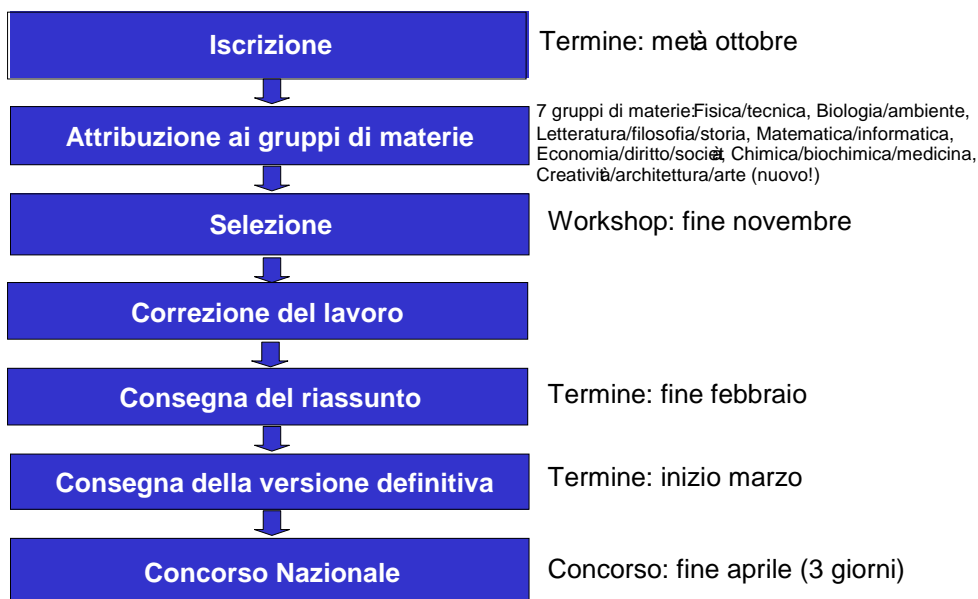 Iscrizione
Termine: metà ottobre
Attribuzione ai gruppi di materie
7 gruppi di materie:Fisica/tecnica, Biologia/ambiente,
Letteratura/filosofia/storia, Matematica/informatica,
Economia/diritto/società, Chimica/biochimica/medicina,
Creatività/architettura/arte (nuovo!)
Selezione
Workshop: fine novembre
Correzione del lavoro
Consegna del riassunto
Termine: fine febbraio
Consegna della versione definitiva
Termine: inizio marzo
Concorso Nazionale
Concorso: fine aprile (3 giorni)